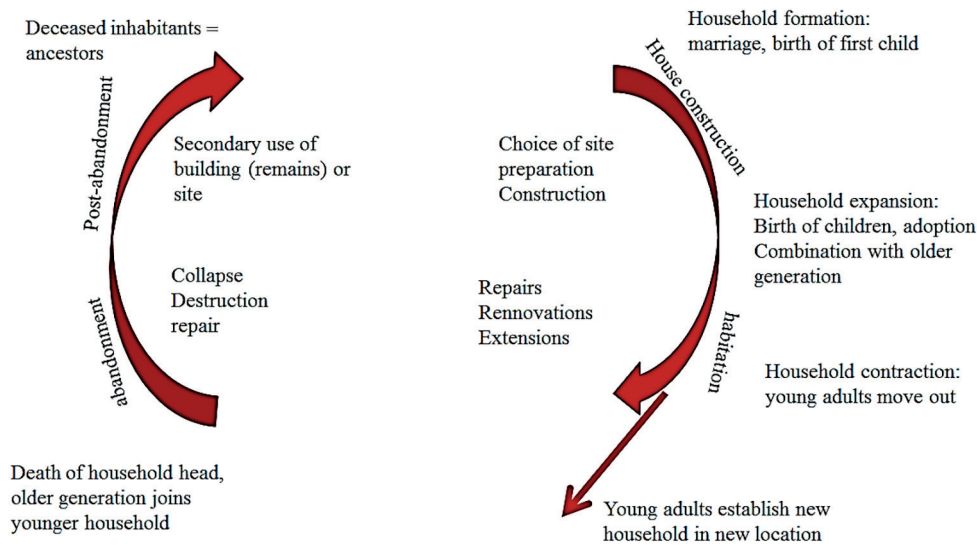 Deceased inhabitants =
ancestors
Post-abandonment
Secondary use of
building (remains) or
site
Collapse
Destruction
repair
abandonment
Death of household head,
older generation joins
younger household
Household formation:
marriage, birth of first child
House construction
Choice of site
preparation
Construction
Household expansion:
Birth of children, adoption
Combination with older
generation
Repairs
Rennovations
Extensions
habitation
Household contraction:
young adults move out
Young adults establish new
household in new location